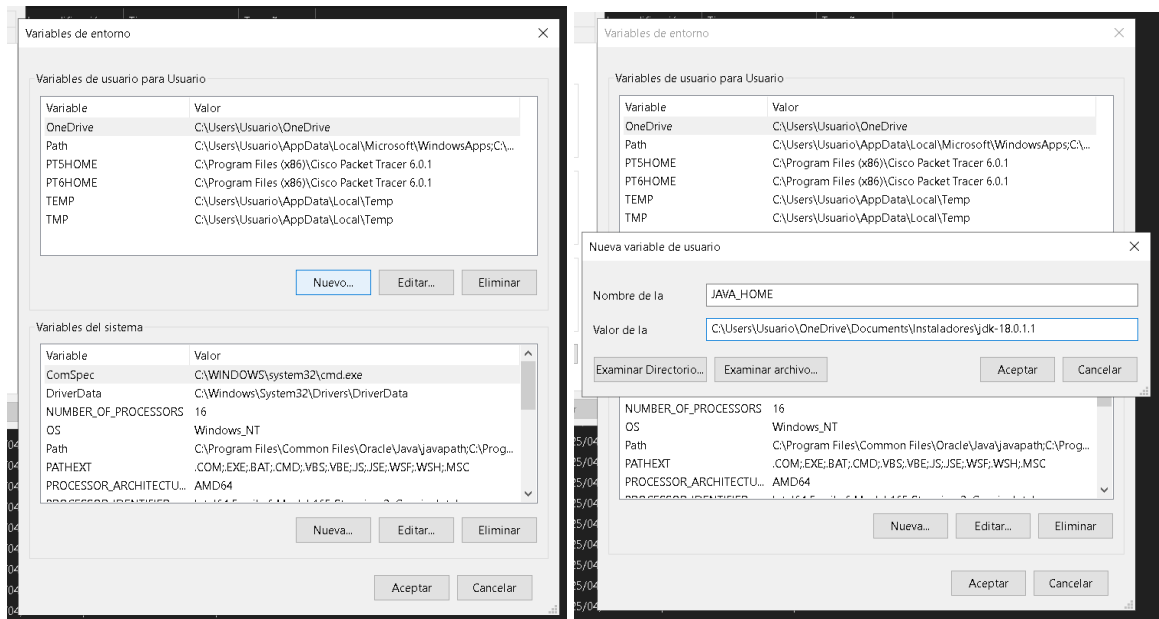 Variables de entorno
Variables de usuario para Usuario
Variable Valor
OneDrive C:\Users\Usuario\OneDrive
Path C:\Users\Usuario\AppData\Local\Microsoft\WindowsApps;C:\...
PT5HOME C:\Program Files (x86)\Cisco Packet Tracer 6.0.1
PT6HOME C:\Program Files (x86)\Cisco Packet Tracer 6.0.1
TEMP C:\Users\Usuario\AppData\Local\Temp
TMP C:\Users\Usuario\AppData\Local\Temp
Nuevo... Editar... Eliminar
Variables del sistema
Variable Valor
ComSpec C:\WINDOWS\system32\cmd.exe
DriverData C:\Windows\System32\Drivers\DriverData
NUMBER_OF_PROCESSORS 16
OS Windows_NT
Path C:\Program Files\Common Files\Oracle\Java\javapath;C:\Prog...
PATHEXT .COM;.EXE;.BAT;.CMD;.VBS;.VBE;.JS;.JSE;.WSF;.WSH;.MSC
PROCESSOR_ARCHITECTU... AMD64
Nueva... Editar... Eliminar
Aceptar Cancelar
Variables de entorno
Variables de usuario para Usuario
Variable Valor
OneDrive C:\Users\Usuario\OneDrive
Path C:\Users\Usuario\AppData\Local\Microsoft\WindowsApps;C:\...
PT5HOME C:\Program Files (x86)\Cisco Packet Tracer 6.0.1
PT6HOME C:\Program Files (x86)\Cisco Packet Tracer 6.0.1
TEMP C:\Users\Usuario\AppData\Local\Temp
TMP C:\Users\Usuario\AppData\Local\Temp
Nueva variable de usuario
Nombre de la JAVA_HOME
Valor de la C:\Users\Usuario\OneDrive\Documents\Instaladores\jdk-18.0.1.1
Examinar Directorio... Examinar archivo... Aceptar Cancelar
NUMBER_OF_PROCESSORS 16
OS Windows_NT
Path C:\Program Files\Common Files\Oracle\Java\javapath;C:\Prog...
PATHEXT .COM;.EXE;.BAT;.CMD;.VBS;.VBE;.JS;.JSE;.WSF;.WSH;.MSC
PROCESSOR_ARCHITECTU... AMD64
Nueva... Editar... Eliminar
Aceptar Cancelar